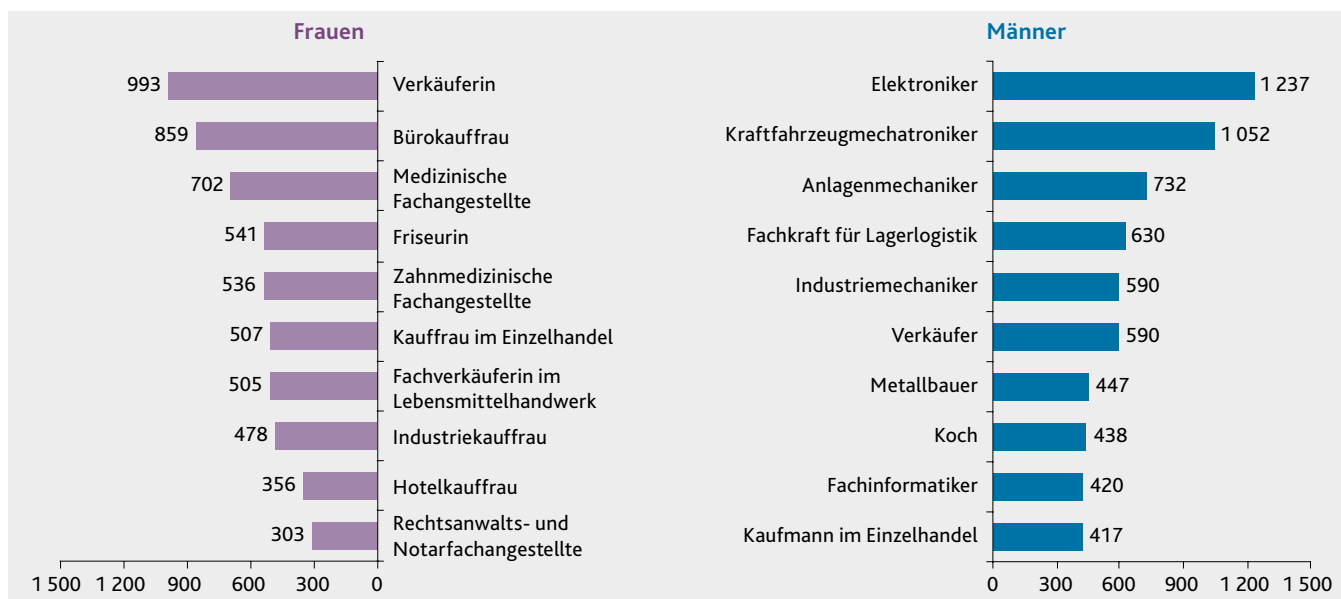 Frauen
993 Verkäuferin
859 Bürokauffrau
702 Medizinische
Fachangestellte
541 Friseurin
536 Zahnmedizinische
Fachangestellte
507 Kauffrau im Einzelhandel
505 Fachverkäuferin im
Lebensmittelhandwerk
478 Industriekauffrau
356 Hotelkauffrau
303 Rechtsanwalts- und
Notarfachangestellte
1 500 1 200 900 600 300 0
Männer
Elektroniker 1 237
Kraftfahrzeugmechatroniker 1 052
Anlagenmechaniker 732
Fachkraft für Lagerlogistik 630
Industriemechaniker 590
Verkäufer 590
Metallbauer 447
Koch 438
Fachinformatiker 420
Kaufmann im Einzelhandel 417
0 300 600 900 1 200 1 500